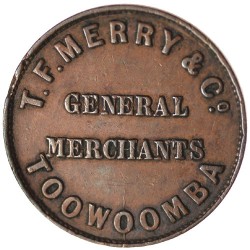 T. F. MERRY & Co.
GENERAL
MERCHANTS
TOOWOOMBA